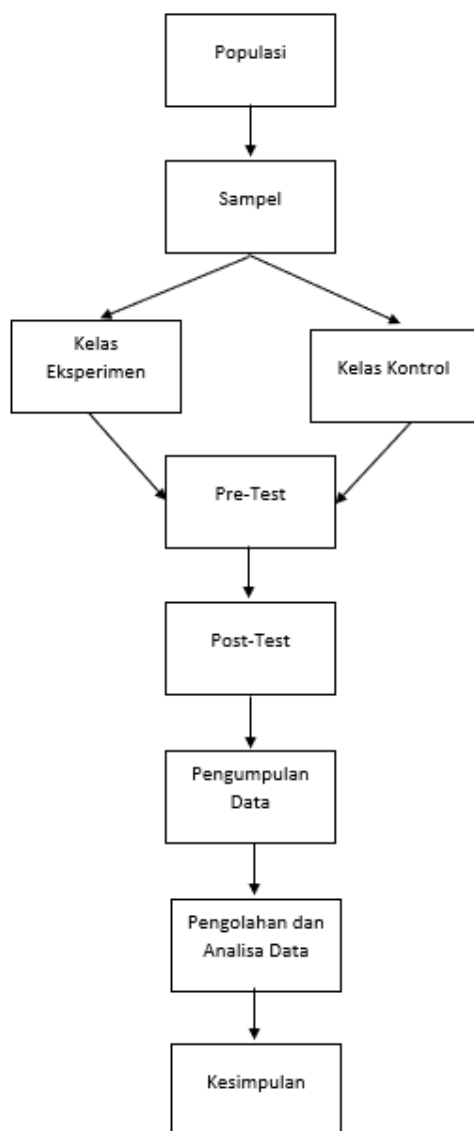 Populasi
Sampel
Kelas
Eksperimen
Kelas Kontrol
Pre-Test
Post-Test
Pengumpulan
Data
Pengolahan dan
Analisa Data
Kesimpulan